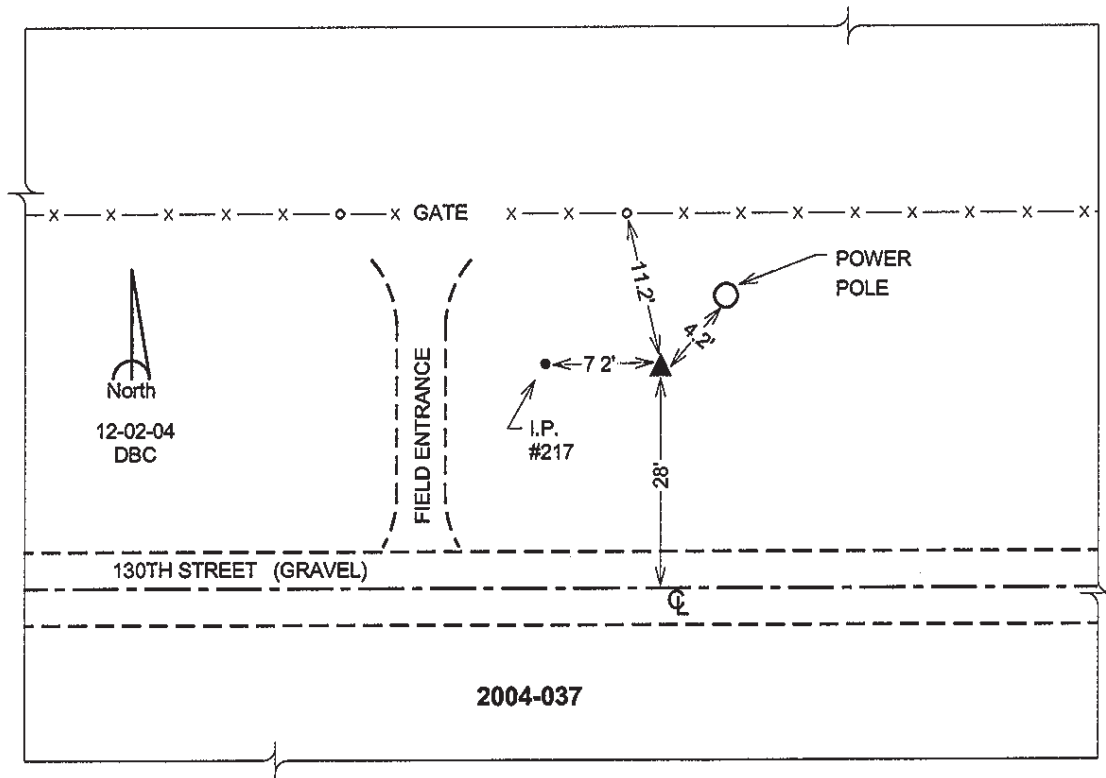 x x x x x x GATE x x x x x x x x x x
11.2'
POWER
POLE
4.2'
7 2'
North
I.P.
#217
12-02-04
DBC
FIELD ENTRANCE
28'
130TH STREET (GRAVEL)
CL
2004-037